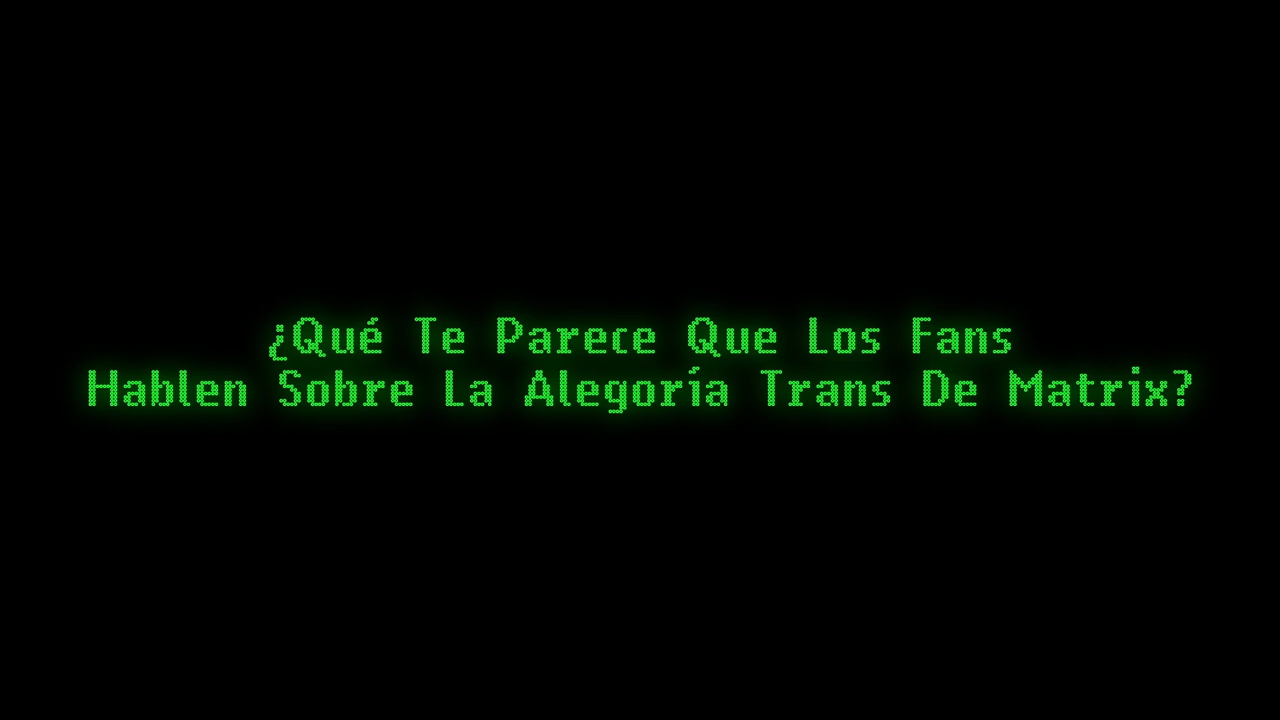 ¿Qué Te Parece Que Los Fans
Hablen Sobre La Alegoría Trans De Matrix?